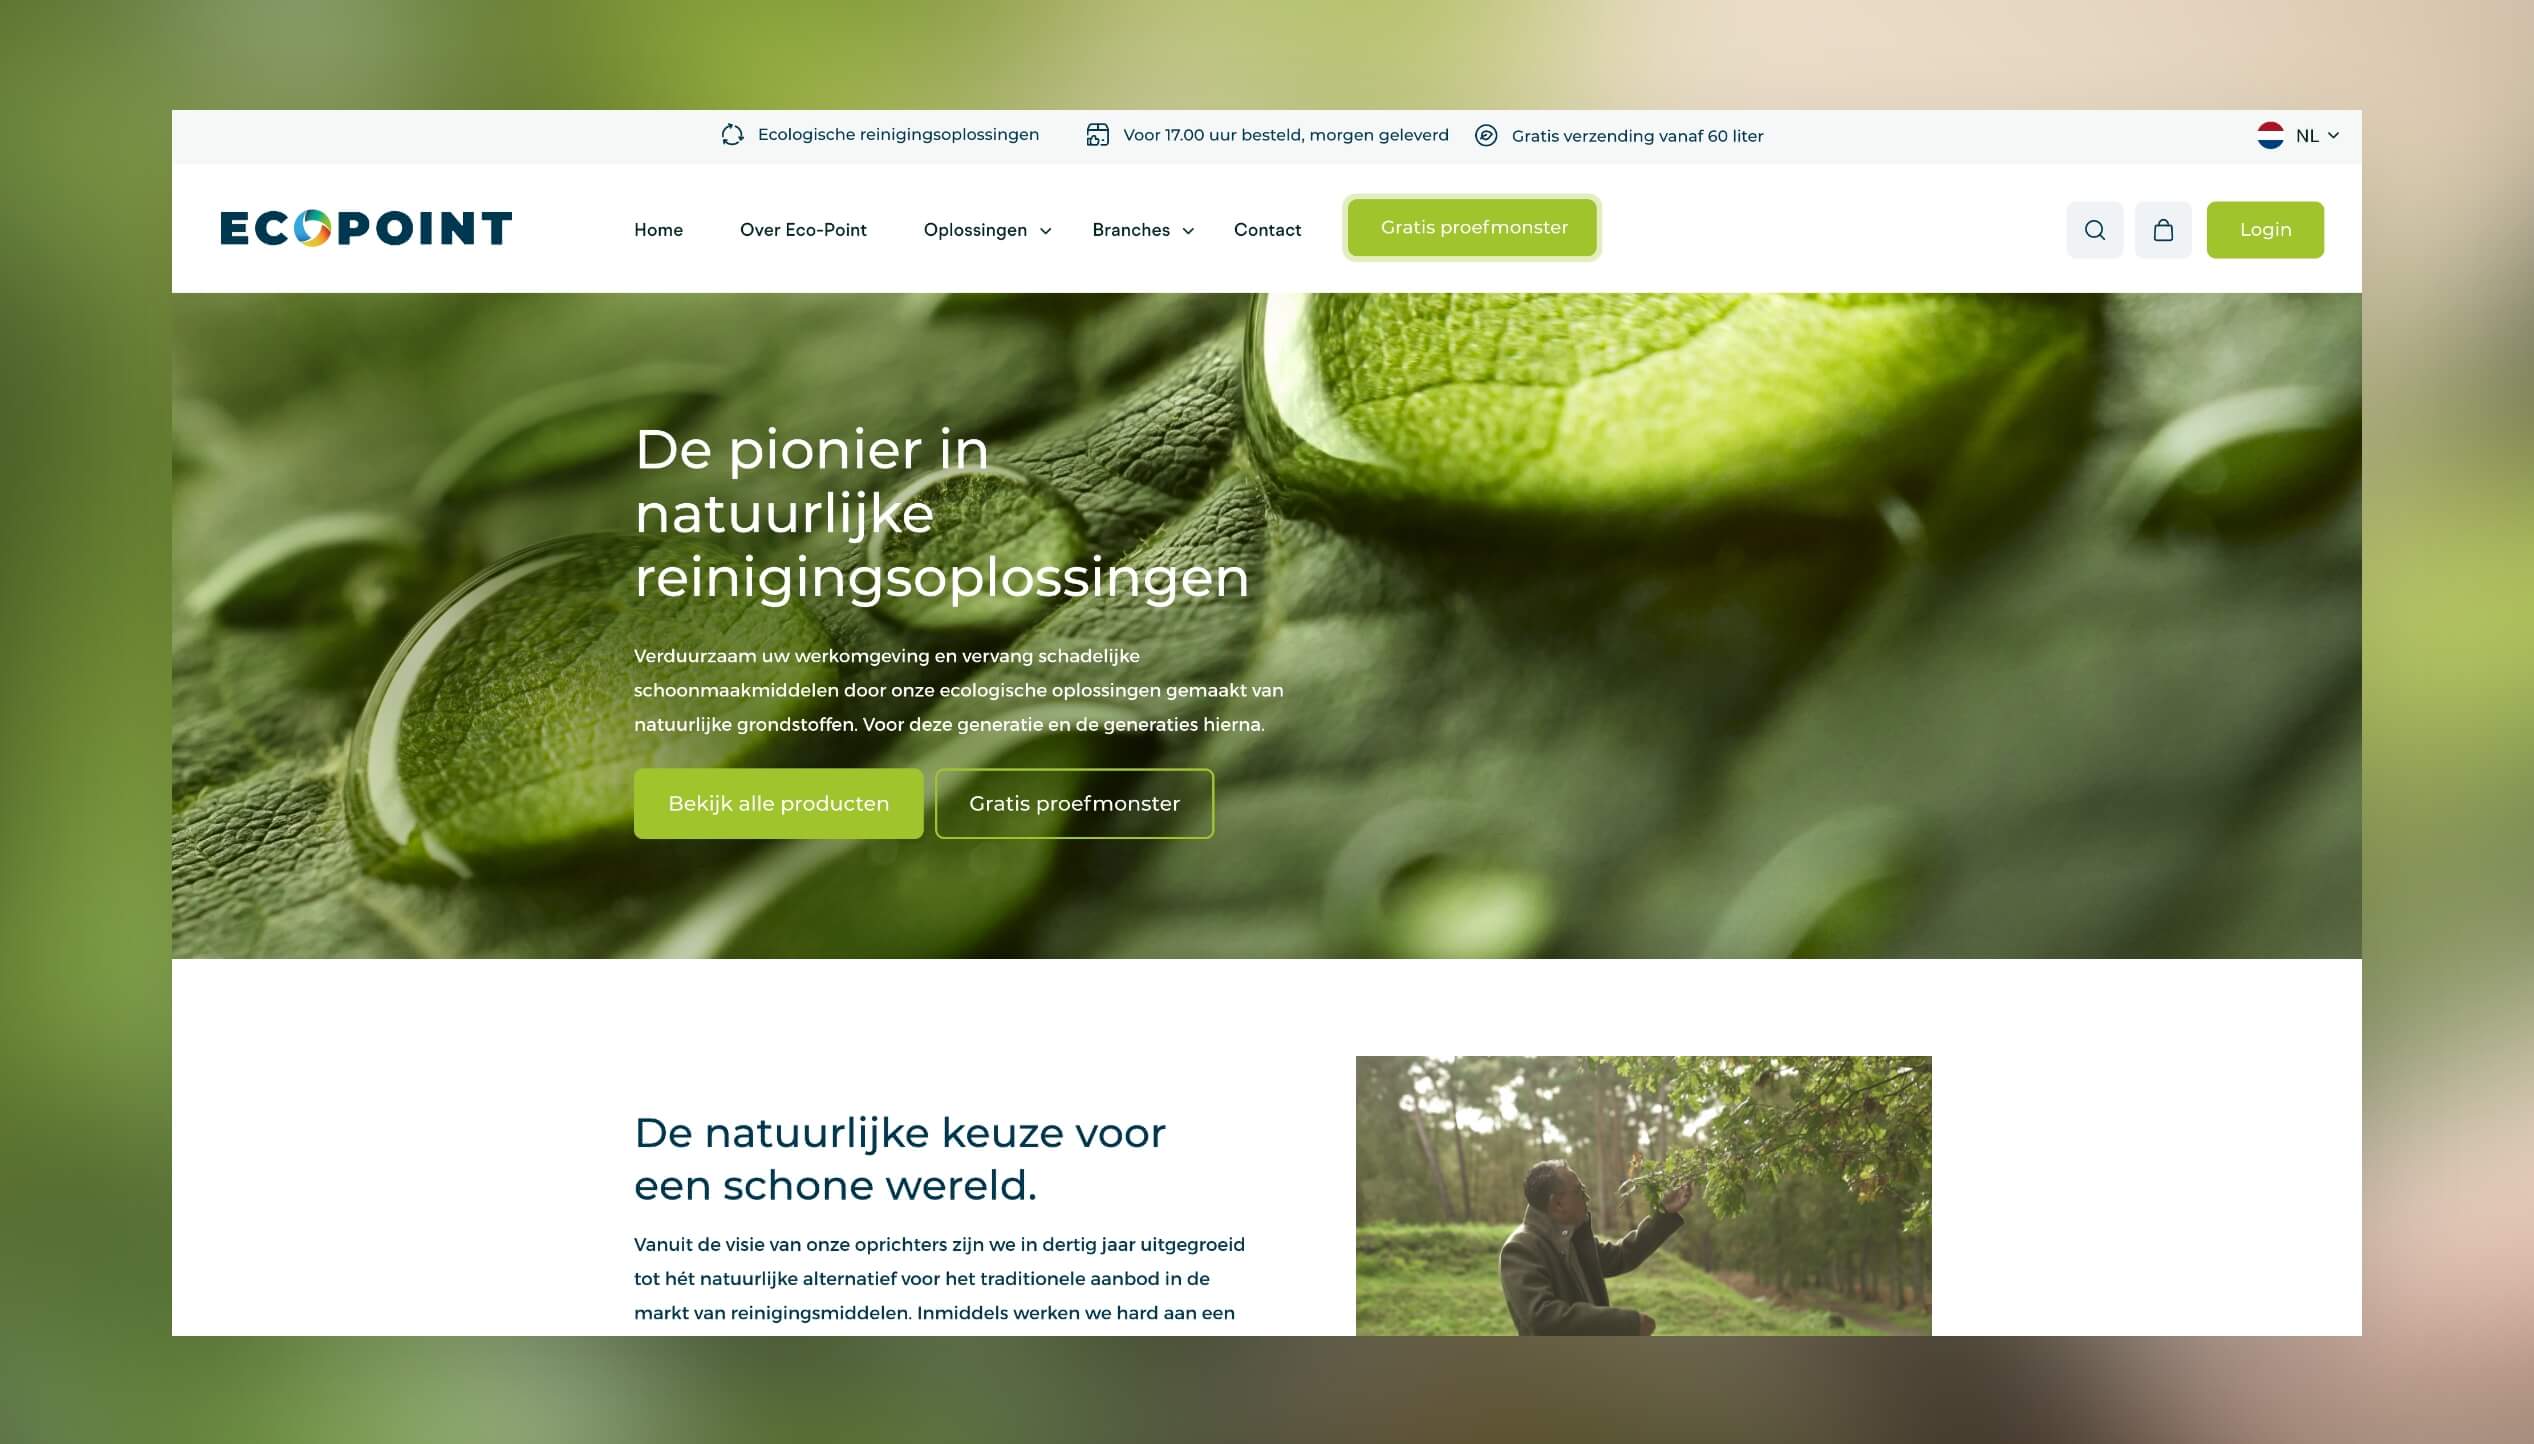 Ecologische reinigingsoplossingen
Voor 17.00 uur besteld, morgen geleverd
Gratis verzending vanaf 60 liter
NL
ECOPOINT
Home
Over Eco-Point
Oplossingen
Branches
Contact
Gratis proefmonster
Login
De pionier in
natuurlijke
reinigingsoplossingen
Verduurzaam uw werkomgeving en vervang schadelijke
schoonmaakmiddelen door onze ecologische oplossingen gemaakt van
natuurlijke grondstoffen. Voor deze generatie en de generaties hierna.
Bekijk alle producten
Gratis proefmonster
De natuurlijke keuze voor
een schone wereld.
Vanuit de visie van onze oprichters zijn we in dertig jaar uitgegroeid
tot hét natuurlijke alternatief voor het traditionele aanbod in de
markt van reinigingsmiddelen. Inmiddels werken we hard aan een